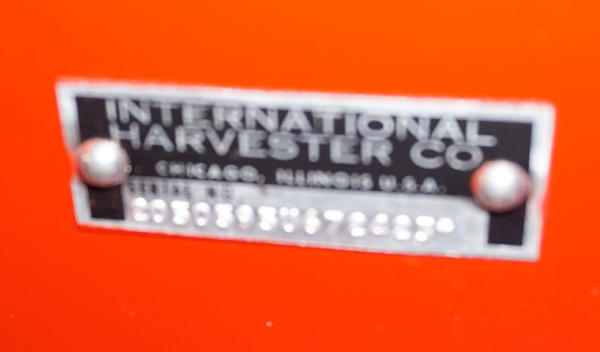 INTERNATIONAL
HARVESTER CO
CHICAGO, ILLINOIS U.S.A.
SERIAL NO.